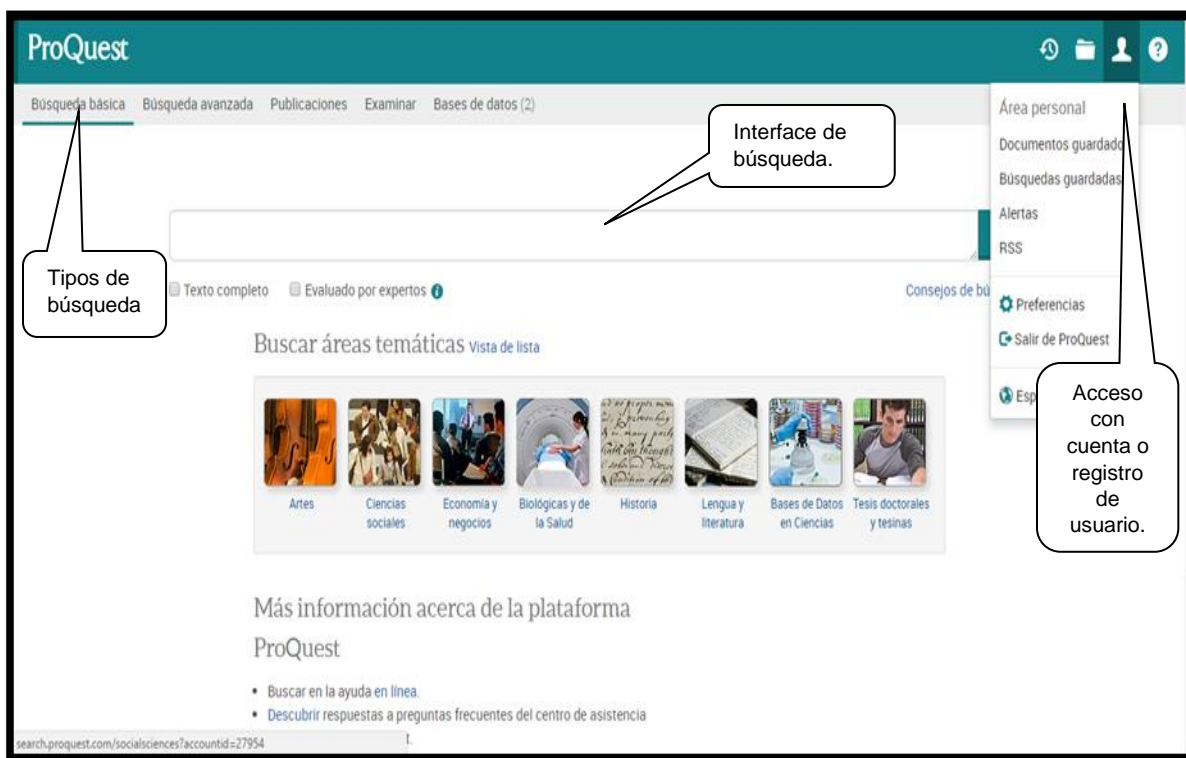 ProQuest
Búsqueda básica Búsqueda avanzada Publicaciones Examinar Bases de datos (2)
Área personal
Documentos guardado
Búsquedas guardadas
Alertas
RSS
Preferencias
Salir de ProQuest
Esp
Interface de
búsqueda.
Tipos de
búsqueda
Acceso
con
cuenta o
registro
de
usuario.
Texto completo Evaluado por expertos
Consejos de bú
Buscar áreas temáticas Vista de lista
Artes
Ciencias
sociales
Economía y
negocios
Biológicas y de
la Salud
Historia
Lengua y
literatura
Bases de Datos
en Ciencias
Tesis doctorales
y tesinas
Más información acerca de la plataforma
ProQuest
• Buscar en la ayuda en línea.
• Descubrir respuestas a preguntas frecuentes del centro de asistencia
t.
search.proquest.com/socialsciences?accountid=27954